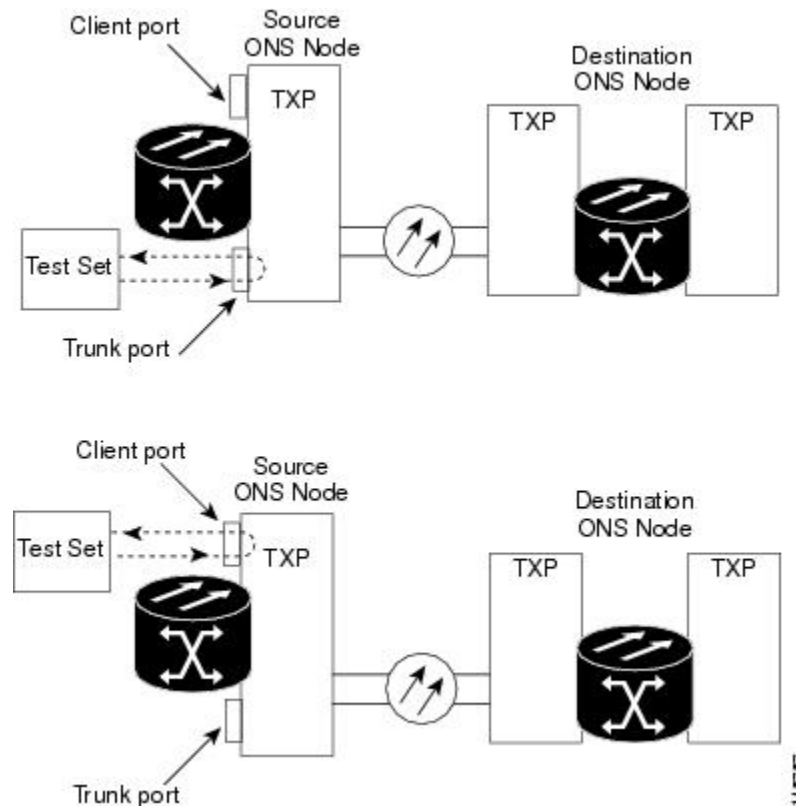 Client port
Source
ONS Node
TXP
Destination
ONS Node
TXP
TXP
Test Set
Trunk port
Client port
Source
ONS Node
Destination
ONS Node
Test Set
TXP
TXP
TXP
Trunk port